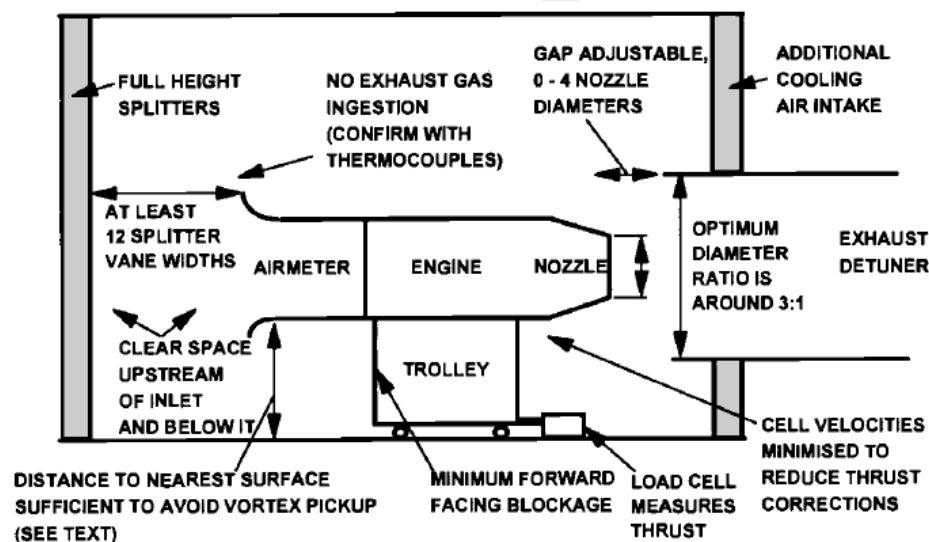 FULL HEIGHT
SPLITTERS
NO EXHAUST GAS
INGESTION
(CONFIRM WITH
THERMOCOUPLES)
GAP ADJUSTABLE,
0 - 4 NOZZLE
DIAMETERS
ADDITIONAL
COOLING
AIR INTAKE
AT LEAST
12 SPLITTER
VANE WIDTHS
AIRMETER
ENGINE
NOZZLE
OPTIMUM
DIAMETER
RATIO IS
AROUND 3:1
EXHAUST
DETUNER
CLEAR SPACE
UPSTREAM
OF INLET
AND BELOW IT
TROLLEY
DISTANCE TO NEAREST SURFACE
SUFFICIENT TO AVOID VORTEX PICKUP
(SEE TEXT)
MINIMUM FORWARD
FACING BLOCKAGE
LOAD CELL
MEASURES
THRUST
CELL VELOCITIES
MINIMISED TO
REDUCE THRUST
CORRECTIONS